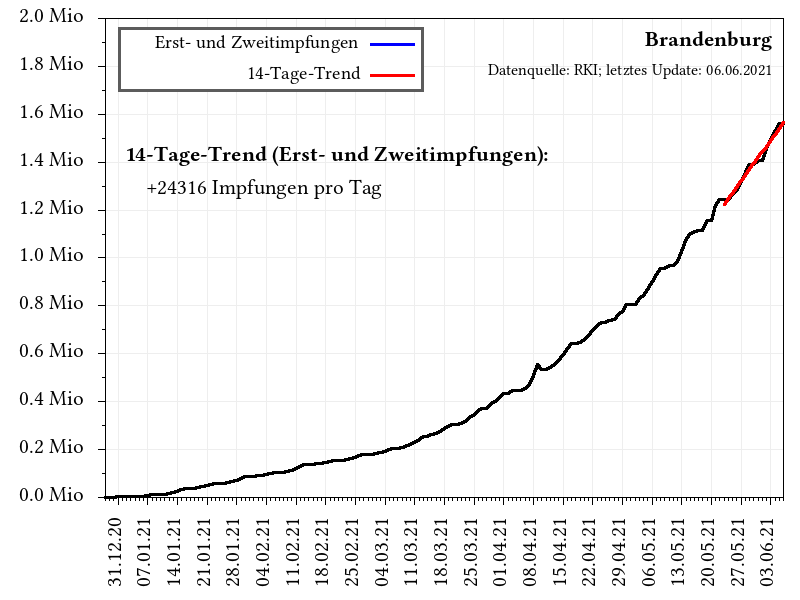 2.0 Mio
1.8 Mio
1.6 Mio
1.4 Mio
1.2 Mio
1.0 Mio
0.8 Mio
0.6 Mio
0.4 Mio
0.2 Mio
0.0 Mio
Erst- und Zweitimpfungen
14-Tage-Trend
Brandenburg
Datenquelle: RKI; letztes Update: 06.06.2021
14-Tage-Trend (Erst- und Zweitimpfungen):
+24316 Impfungen pro Tag
31.12.20
07.01.21
14.01.21
21.01.21
28.01.21
04.02.21
11.02.21
18.02.21
25.02.21
04.03.21
11.03.21
18.03.21
25.03.21
01.04.21
08.04.21
15.04.21
22.04.21
29.04.21
06.05.21
13.05.21
20.05.21
27.05.21
03.06.21